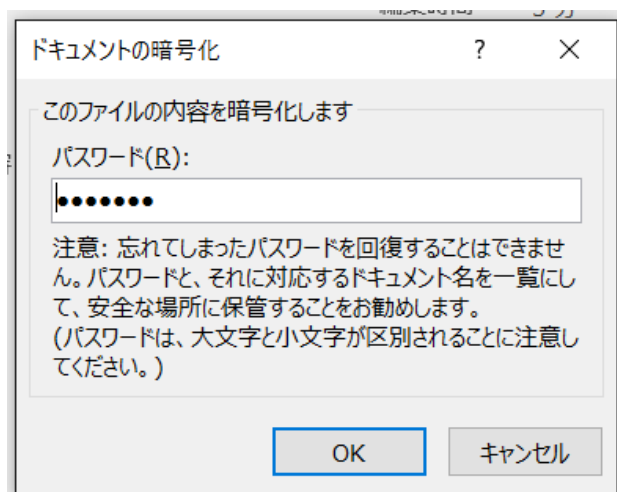 ドキュメントの暗号化
?
このファイルの内容を暗号化します
パスワード(R):
•••••••
注意: 忘れてしまったパスワードを回復することはできませ
ん。パスワードと、それに対応するドキュメント名を一覧にし
て、安全な場所に保管することをお勧めします。
(パスワードは、大文字と小文字が区別されることに注意し
てください。)
OK
キャンセル